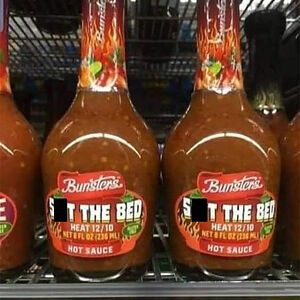 Bunsters
S T THE BED
HEAT 12/10
NET 8 FL OZ (236 ML)
HOT SAUCE
Bunsters
S T THE BED
HEAT 12/10
NET 8 FL OZ (236 ML)
HOT SAUCE